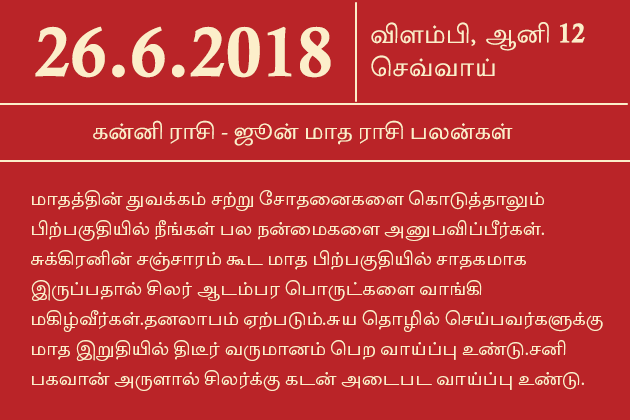 26.6.2018
விளம்பி, ஆனி 12
செவ்வாய்
கன்னி ராசி - ஜூன் மாத ராசி பலன்கள்
மாதத்தின் துவக்கம் சற்று சோதனைகளை கொடுத்தாலும்
பிற்பகுதியில் நீங்கள் பல நன்மைகளை அனுபவிப்பீர்கள்.
சுக்கிரனின் சஞ்சாரம் கூட மாத பிற்பகுதியில் சாதகமாக
இருப்பதால் சிலர் ஆடம்பர பொருட்களை வாங்கி
மகிழ்வீர்கள்.தனலாபம் ஏற்படும்.சுய தொழில் செய்பவர்களுக்கு
மாத இறுதியில் திடீர் வருமானம் பெற வாய்ப்பு உண்டு.சனி
பகவான் அருளால் சிலர்க்கு கடன் அடைபட வாய்ப்பு உண்டு.